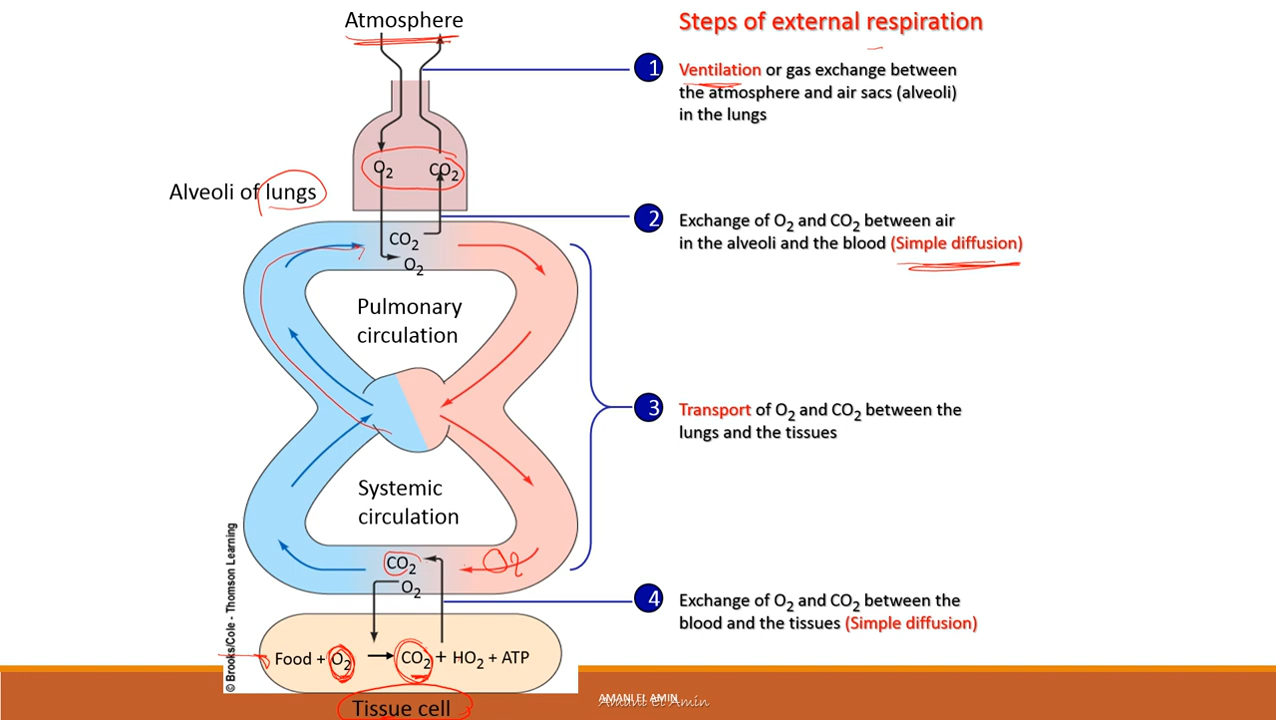 Atmosphere
Steps of external respiration
1
Ventilation or gas exchange between
the atmosphere and air sacs (alveoli)
in the lungs
O2
CO2
Alveoli of lungs
2
Exchange of O2 and CO2 between air
in the alveoli and the blood (Simple diffusion)
CO2
O2
Pulmonary
circulation
3
Transport of O2 and CO2 between the
lungs and the tissues
Systemic
circulation
CO2
O2
O2
4
Exchange of O2 and CO2 between the
blood and the tissues (Simple diffusion)
Food + O2 → CO2 + HO2 + ATP
Tissue cell
© Brooks/Cole - Thomson Learning
AMANI EL AMIN
Amani El Amin